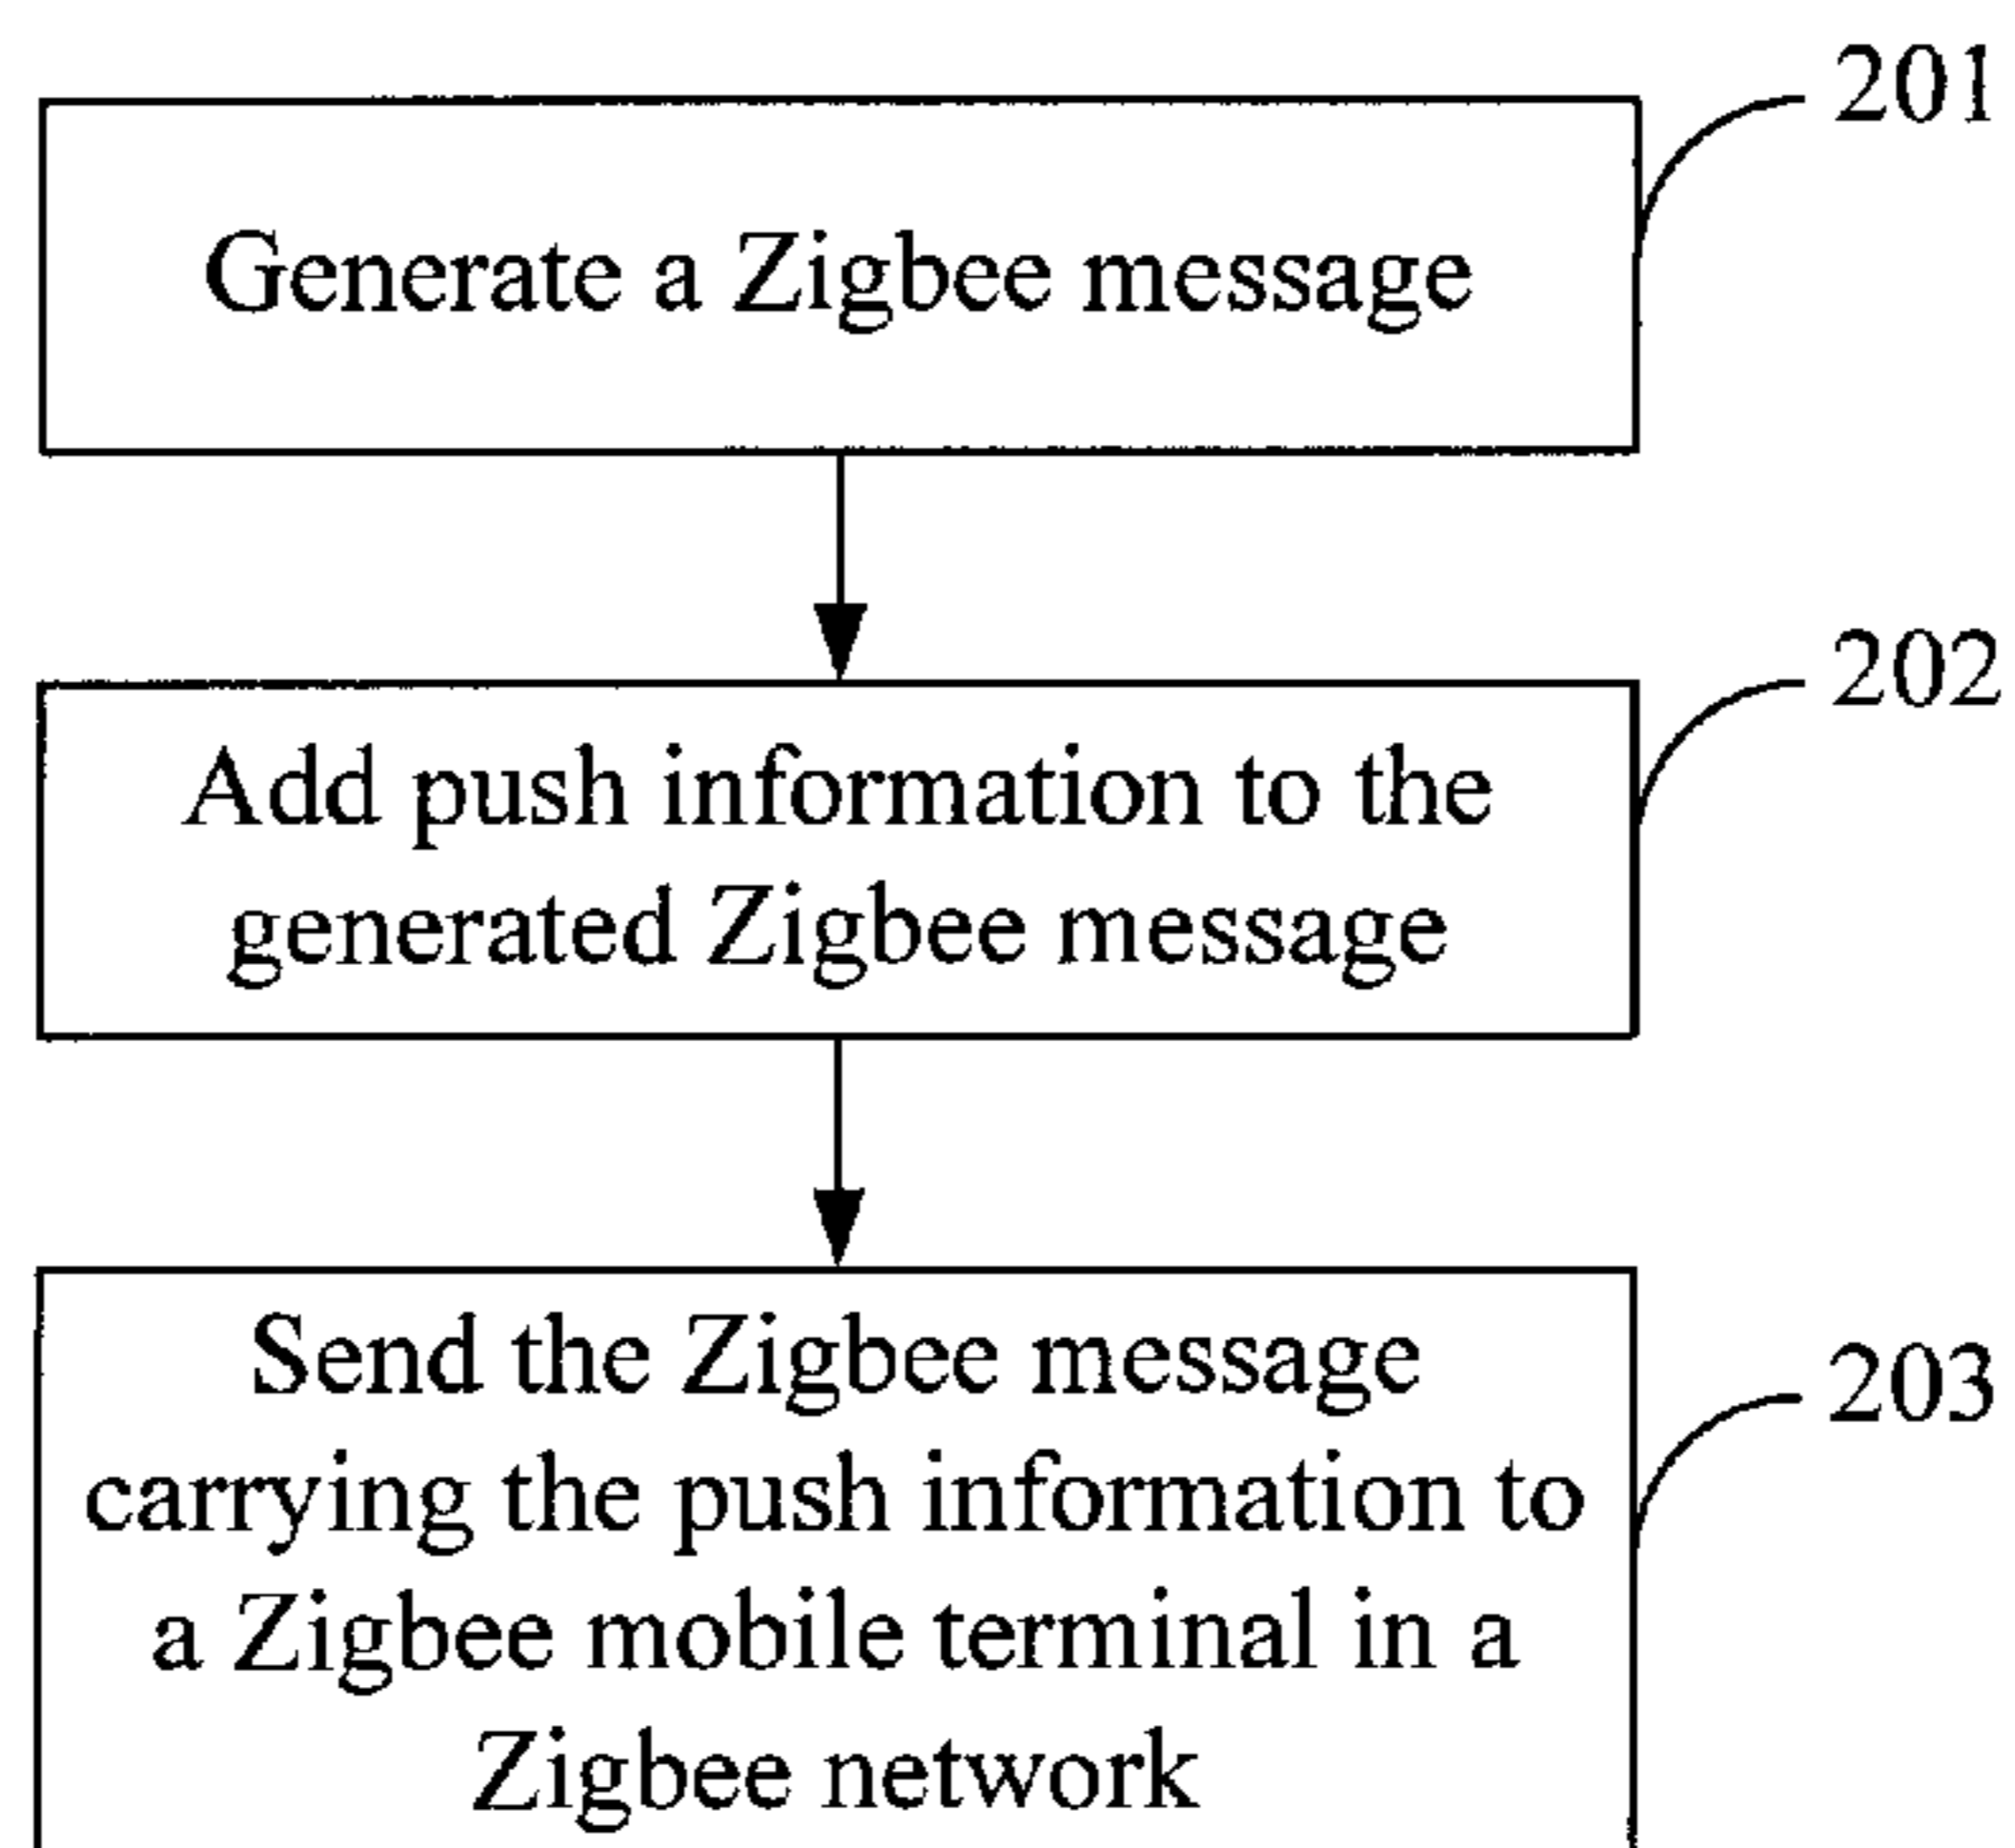 201
Generate a Zigbee message
202
Add push information to the
generated Zigbee message
203
Send the Zigbee message
carrying the push information to
a Zigbee mobile terminal in a
Zigbee network